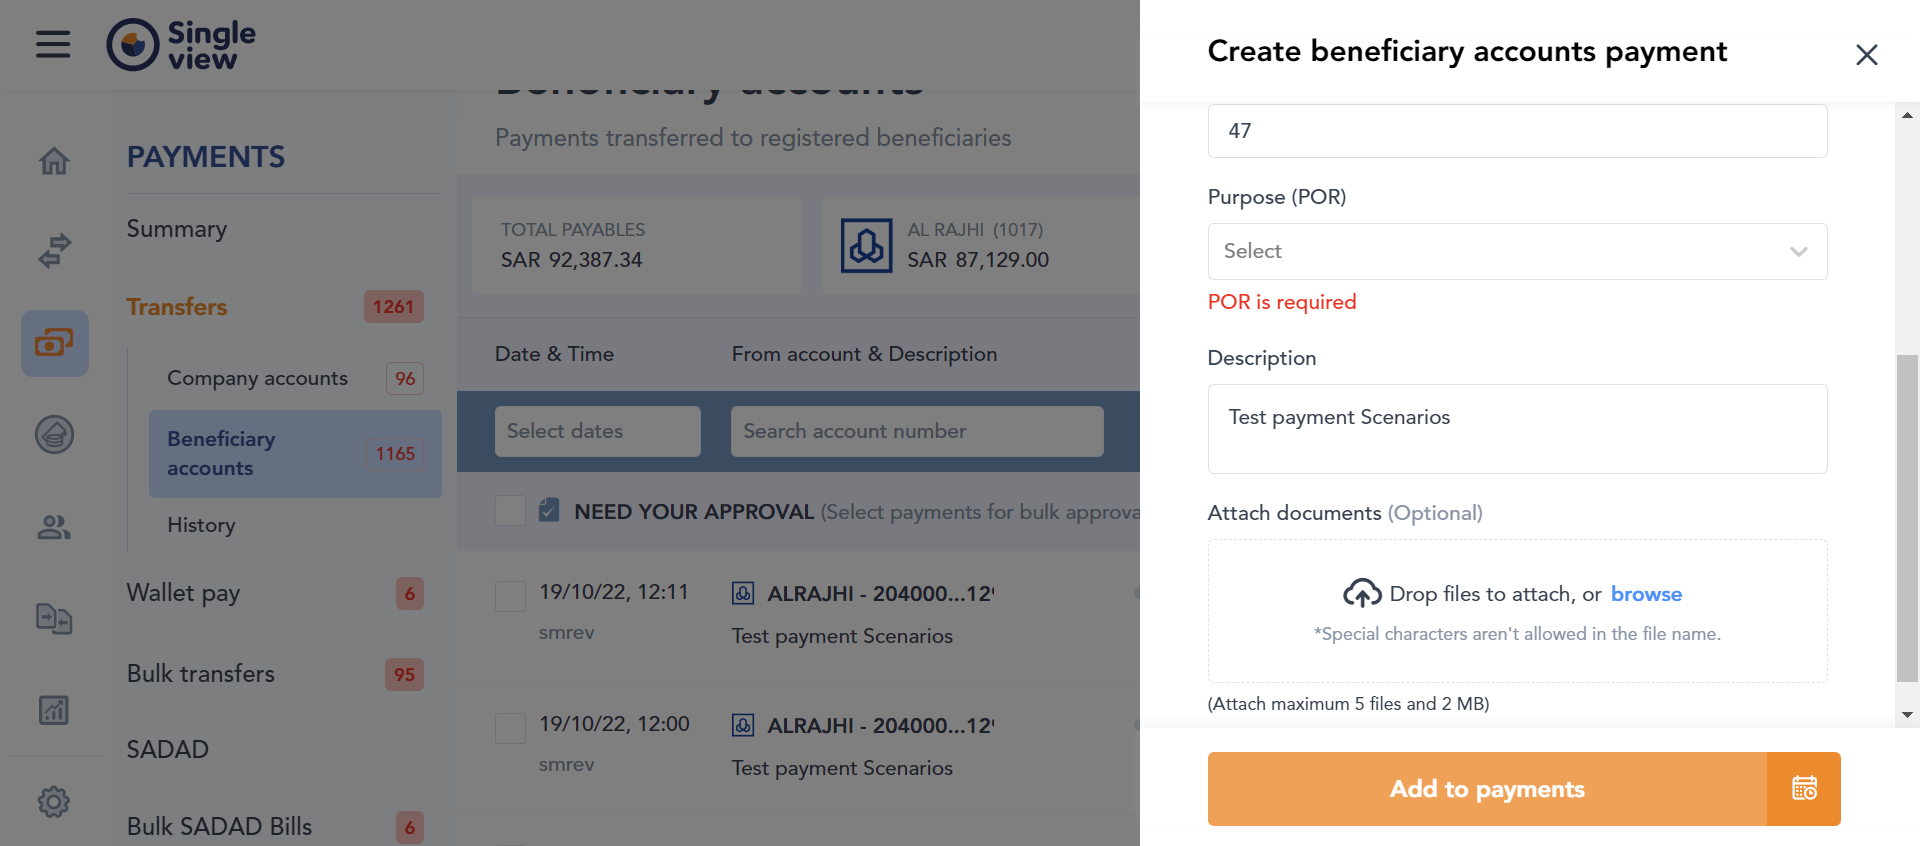 Single
view
Beneficiary accounts
Payments transferred to registered beneficiaries
PAYMENTS
Summary
Transfers 1261
Company accounts 96
Beneficiary
accounts 1165
History
Wallet pay 6
Bulk transfers 95
SADAD
Bulk SADAD Bills 6
TOTAL PAYABLES
SAR 92,387.34
AL RAJHI (1017)
SAR 87,129.00
Date & Time
From account & Description
Select dates
Search account number
NEED YOUR APPROVAL (Select payments for bulk approva
19/10/22, 12:11
smrev
ALRAJHI - 204000...129
Test payment Scenarios
19/10/22, 12:00
smrev
ALRAJHI - 204000...129
Test payment Scenarios
Create beneficiary accounts payment
47
Purpose (POR)
Select
POR is required
Description
Test payment Scenarios
Attach documents (Optional)
Drop files to attach, or browse
*Special characters aren't allowed in the file name.
(Attach maximum 5 files and 2 MB)
Add to payments